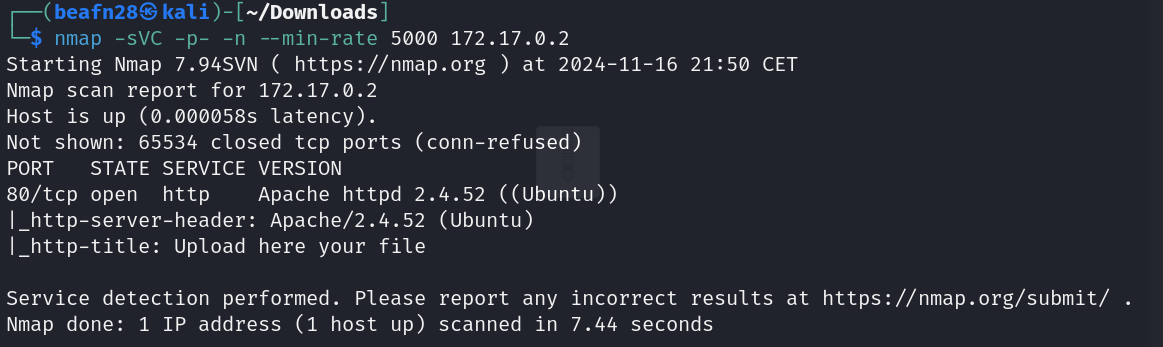 ┌──(beafn28㉿kali)-[~/Downloads]
└─$ nmap -sVC -p- -n --min-rate 5000 172.17.0.2
Starting Nmap 7.94SVN ( https://nmap.org ) at 2024-11-16 21:50 CET
Nmap scan report for 172.17.0.2
Host is up (0.000058s latency).
Not shown: 65534 closed tcp ports (conn-refused)
PORT   STATE SERVICE VERSION
80/tcp open  http    Apache httpd 2.4.52 ((Ubuntu))
|_http-server-header: Apache/2.4.52 (Ubuntu)
|_http-title: Upload here your file

Service detection performed. Please report any incorrect results at https://nmap.org/submit/ .
Nmap done: 1 IP address (1 host up) scanned in 7.44 seconds